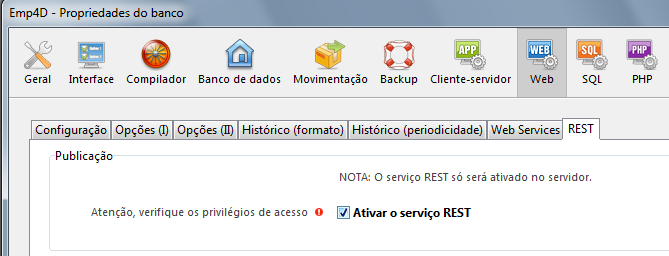 Emp4D - Propriedades do banco
APP WEB SQL PHP
Geral Interface Compilador Banco de dados Movimentação Backup Cliente-servidor Web SQL PHP
Configuração Opções (I) Opções (II) Histórico (formato) Histórico (periodicidade) Web Services REST
Publicação
NOTA: O serviço REST só será ativado no servidor.
Atenção, verifique os privilégios de acesso Ativar o serviço REST